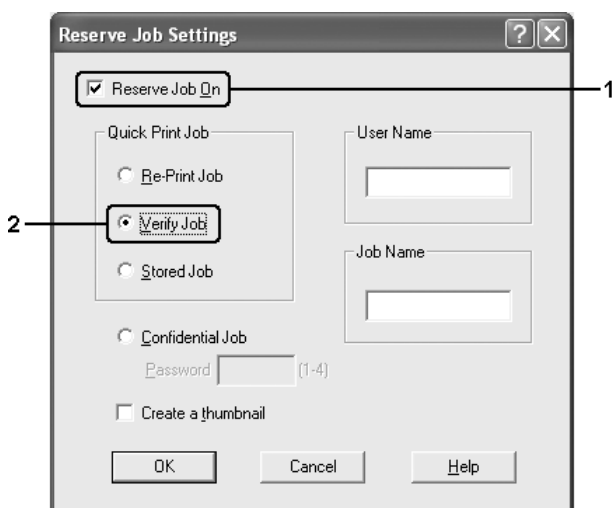 Reserve Job Settings
Reserve Job On
1
Quick Print Job
User Name
Re-Print Job
2
Verify Job
Job Name
Stored Job
Confidential Job
Password (1-4)
Create a thumbnail
OK Cancel Help